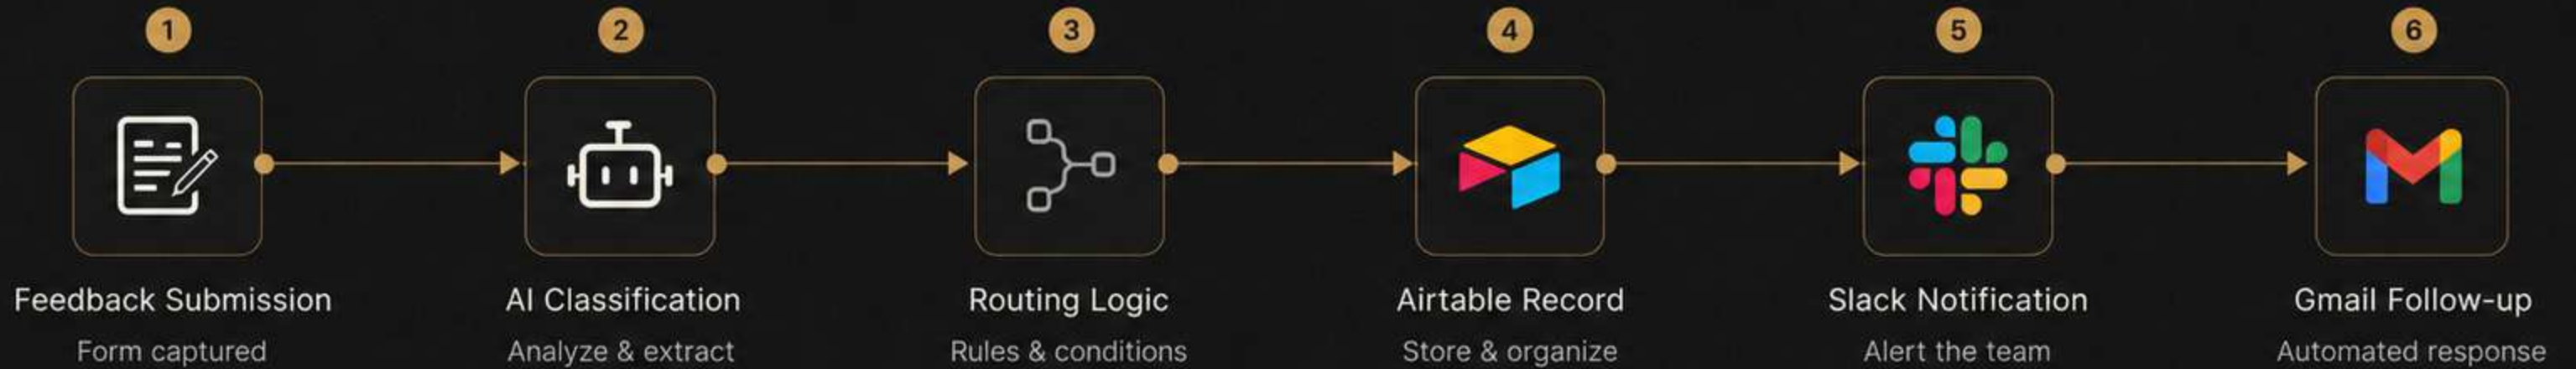 1 2 3 4 5 6
Feedback Submission AI Classification Routing Logic Airtable Record Slack Notification Gmail Follow-up
Form captured Analyze & extract Rules & conditions Store & organize Alert the team Automated response